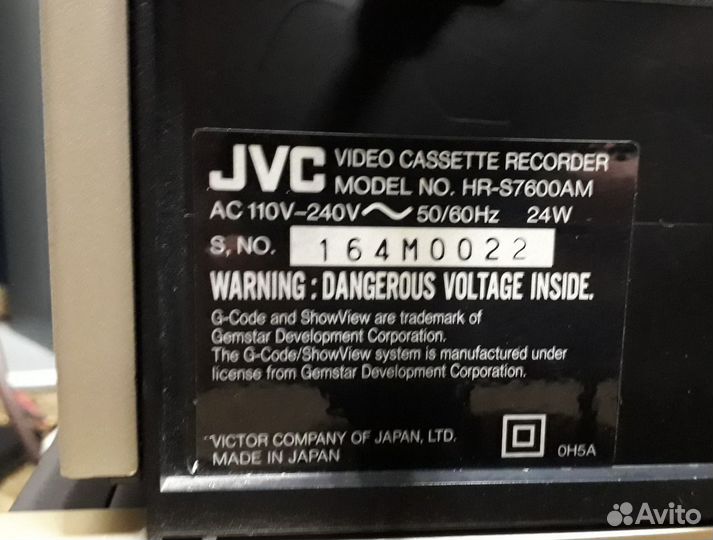 JVC VIDEO CASSETTE RECORDER
MODEL NO. HR-S7600AM
AC 110V-240V～50/60Hz 24W
S. NO. 164M0022
WARNING : DANGEROUS VOLTAGE INSIDE.
G-Code and ShowView are trademark of
Gemstar Development Corporation.
The G-Code/ShowView system is manufactured under
license from Gemstar Development Corporation.
VICTOR COMPANY OF JAPAN, LTD.
MADE IN JAPAN
0H5A
Avito